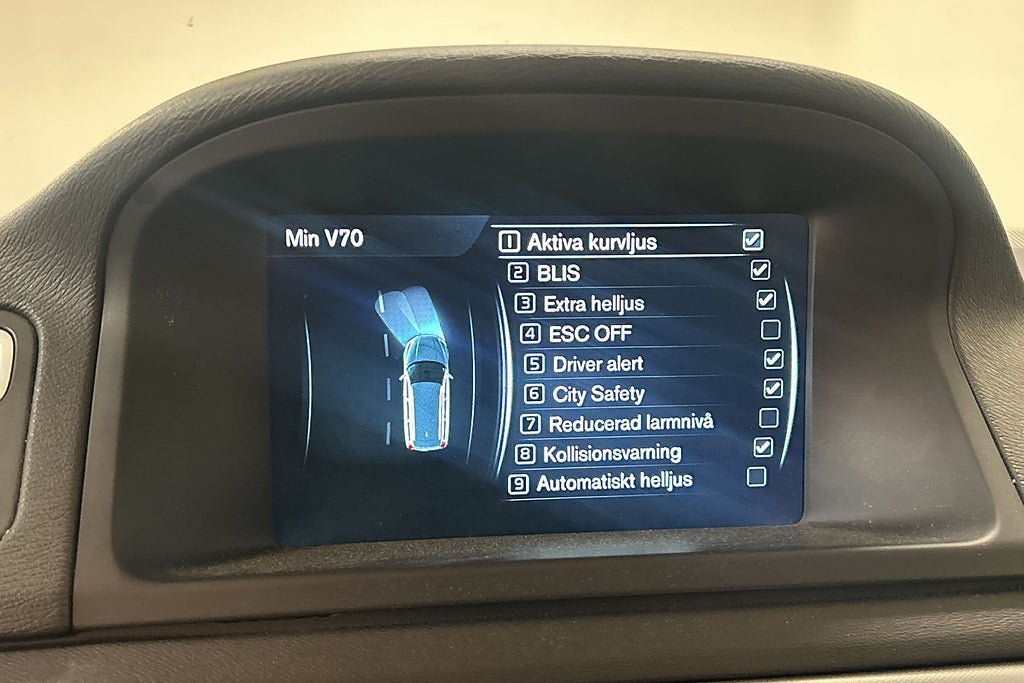 Min V70
1 Aktiva kurvljus
2 BLIS
3 Extra helljus
4 ESC OFF
5 Driver alert
6 City Safety
7 Reducerad larmnivå
8 Kollisionsvarning
9 Automatiskt helljus